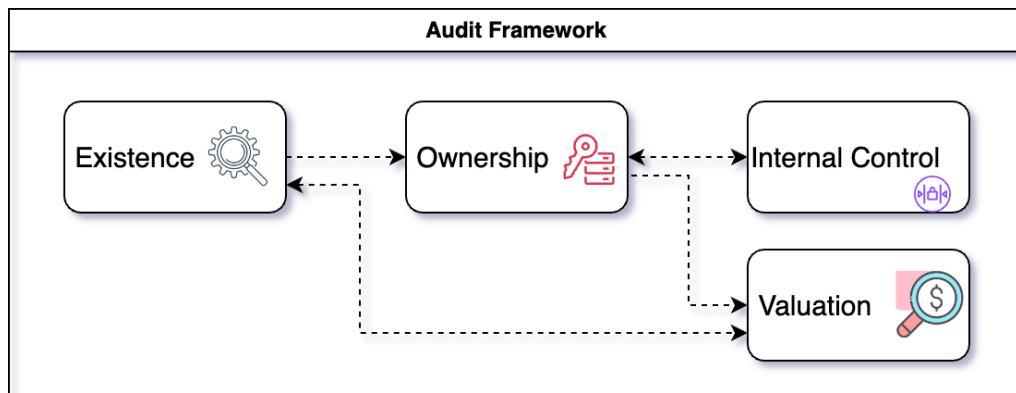 Audit Framework
Existence
Ownership
Internal Control
Valuation
$